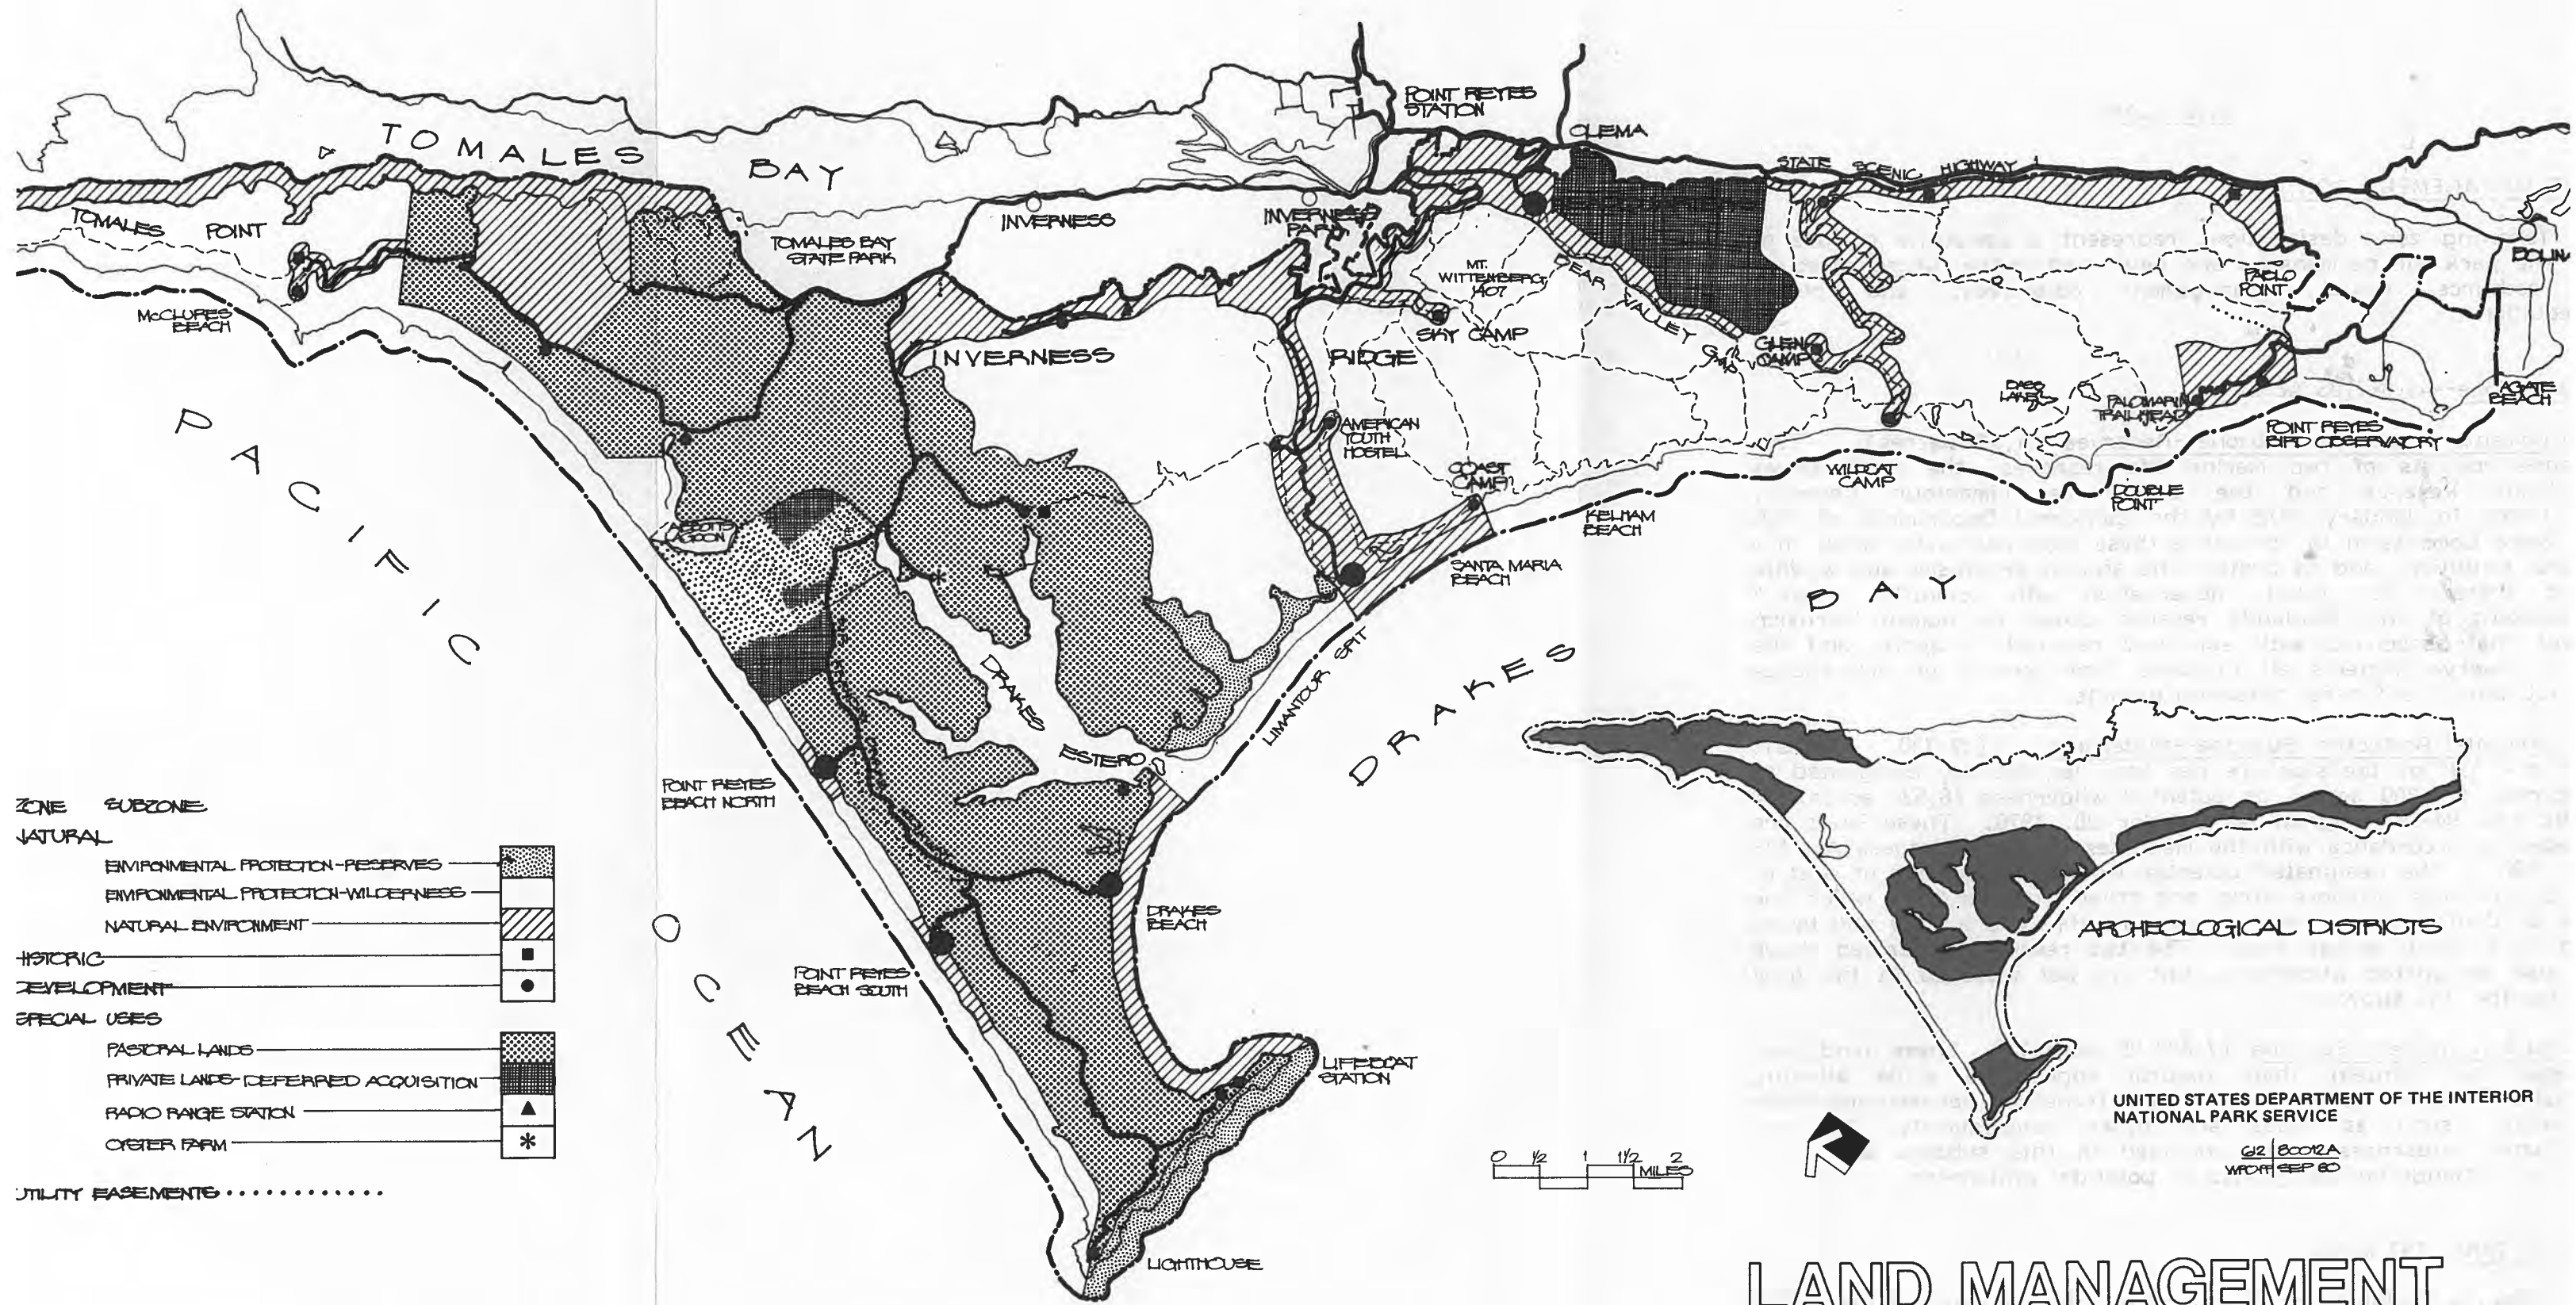 TOMALES
BAY
POINT REYES
STATION
OLEMA
STATE SCENIC HIGHWAY
TOMALES POINT
McCLURES
BEACH
TOMALES BAY
STATE PARK
INVERNESS
INVERNESS
PARK
MT.
WITTENBERG
1407
BEAR VALLEY
SKY CAMP
GLEN
CAMP
PABLO
POINT
BOLIN
INVERNESS
RIDGE
AMERICAN
YOUTH
HOSTEL
COAST
CAMP
PALOMARIN
TRAILHEAD
AGATE
BEACH
POINT REYES
BIRD OBSERVATORY
WILDCAT
CAMP
DOUBLE
POINT
KELHAM
BEACH
SANTA MARIA
BEACH
ABBOTTS
LAGOON
PACIFIC
OCEAN
DRAKES
ESTERO
LIMANTOUR SPIT
DRAKES
BAY
POINT REYES
BEACH NORTH
DRAKES
BEACH
POINT REYES
BEACH SOUTH
LIFEBOAT
STATION
LIGHTHOUSE
ZONE SUBZONE
NATURAL
ENVIRONMENTAL PROTECTION-RESERVES
ENVIRONMENTAL PROTECTION-WILDERNESS
NATURAL ENVIRONMENT
HISTORIC
DEVELOPMENT
SPECIAL USES
PASTORAL LANDS
PRIVATE LANDS-DEFERRED ACQUISITION
RADIO RANGE STATION
OYSTER FARM
UTILITY EASEMENTS
ARCHEOLOGICAL DISTRICTS
0 1/2 1 1 1/2 2
MILES
UNITED STATES DEPARTMENT OF THE INTERIOR
NATIONAL PARK SERVICE
612 80012A
WRO SEP 80
LAND MANAGEMENT